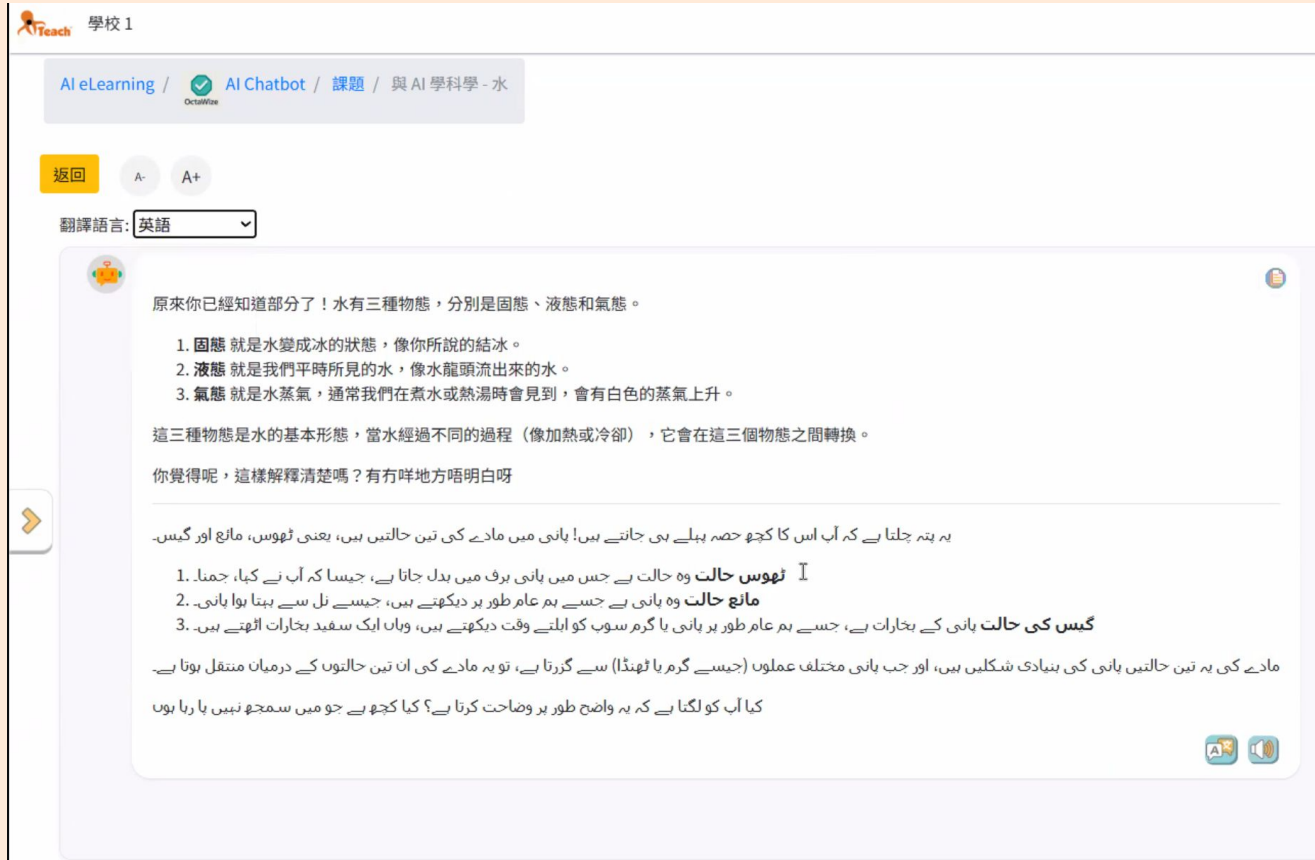 Teach 學校 1
AI eLearning / AI Chatbot / 課題 / 與 AI 學科學 - 水
OctaWize
返回 A- A+
翻譯語言: 英語
原來你已經知道部分了！水有三種物態，分別是固態、液態和氣態。
1. 固態 就是水變成冰的狀態，像你所說的結冰。
2. 液態 就是我們平時所見的水，像水龍頭流出來的水。
3. 氣態 就是水蒸氣，通常我們在煮水或熱湯時會見到，會有白色的蒸氣上升。
這三種物態是水的基本形態，當水經過不同的過程（像加熱或冷卻），它會在這三個物態之間轉換。
你覺得呢，這樣解釋清楚嗎？有冇咩地方唔明白呀
یہ پتہ چلتا ہے کہ آپ اس کا کچھ حصہ پہلے ہی جانتے ہیں! پانی میں مادے کی تین حالتیں ہیں، یعنی ٹھوس، مائع اور گیس۔
1. ٹھوس حالت وہ حالت ہے جس میں پانی برف میں بدل جاتا ہے، جیسا کہ آپ نے کہا، جمنا۔
2. مائع حالت وہ پانی ہے جسے ہم عام طور پر دیکھتے ہیں، جیسے نل سے بہتا ہوا پانی۔
3. گیس کی حالت پانی کے بخارات ہے، جسے ہم عام طور پر پانی یا گرم سوپ کو ابلتے وقت دیکھتے ہیں، وہاں ایک سفید بخارات اٹھتے ہیں۔
مادے کی یہ تین حالتیں پانی کی بنیادی شکلیں ہیں، اور جب پانی مختلف عملوں (جیسے گرم یا ٹھنڈا) سے گزرتا ہے، تو یہ مادے کی ان تین حالتوں کے درمیان منتقل ہوتا ہے۔
کیا آپ کو لگتا ہے کہ یہ واضح طور پر وضاحت کرتا ہے؟ کیا کچھ ہے جو میں سمجھ نہیں پا رہا ہوں